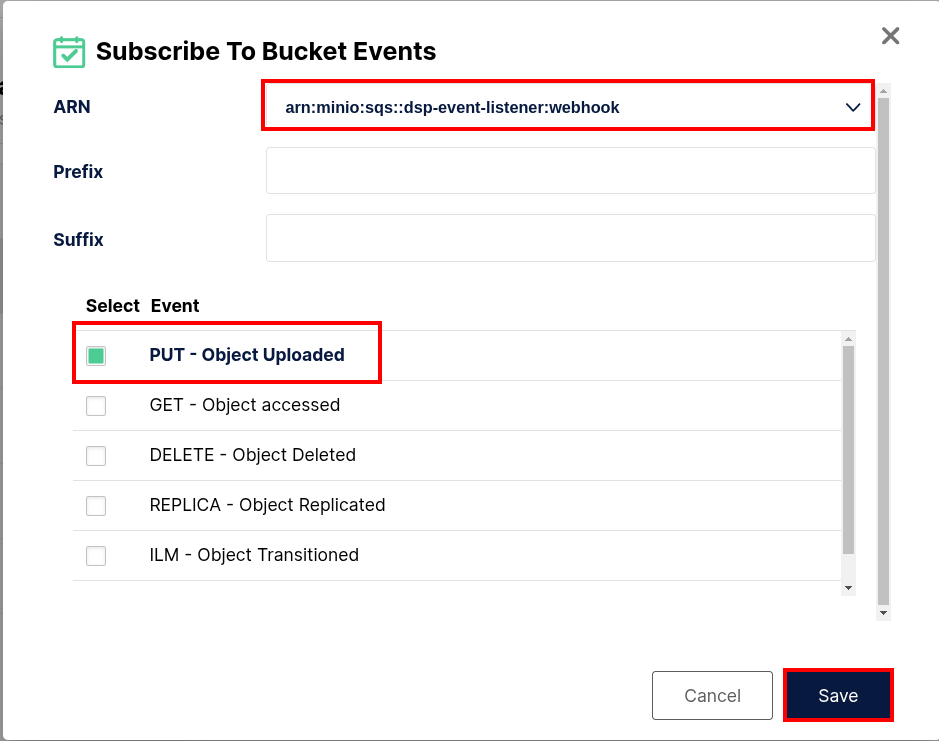 Subscribe To Bucket Events
ARN arn:minio:sqs::dsp-event-listener:webhook
Prefix
Suffix
Select Event
PUT - Object Uploaded
GET - Object accessed
DELETE - Object Deleted
REPLICA - Object Replicated
ILM - Object Transitioned
Cancel Save